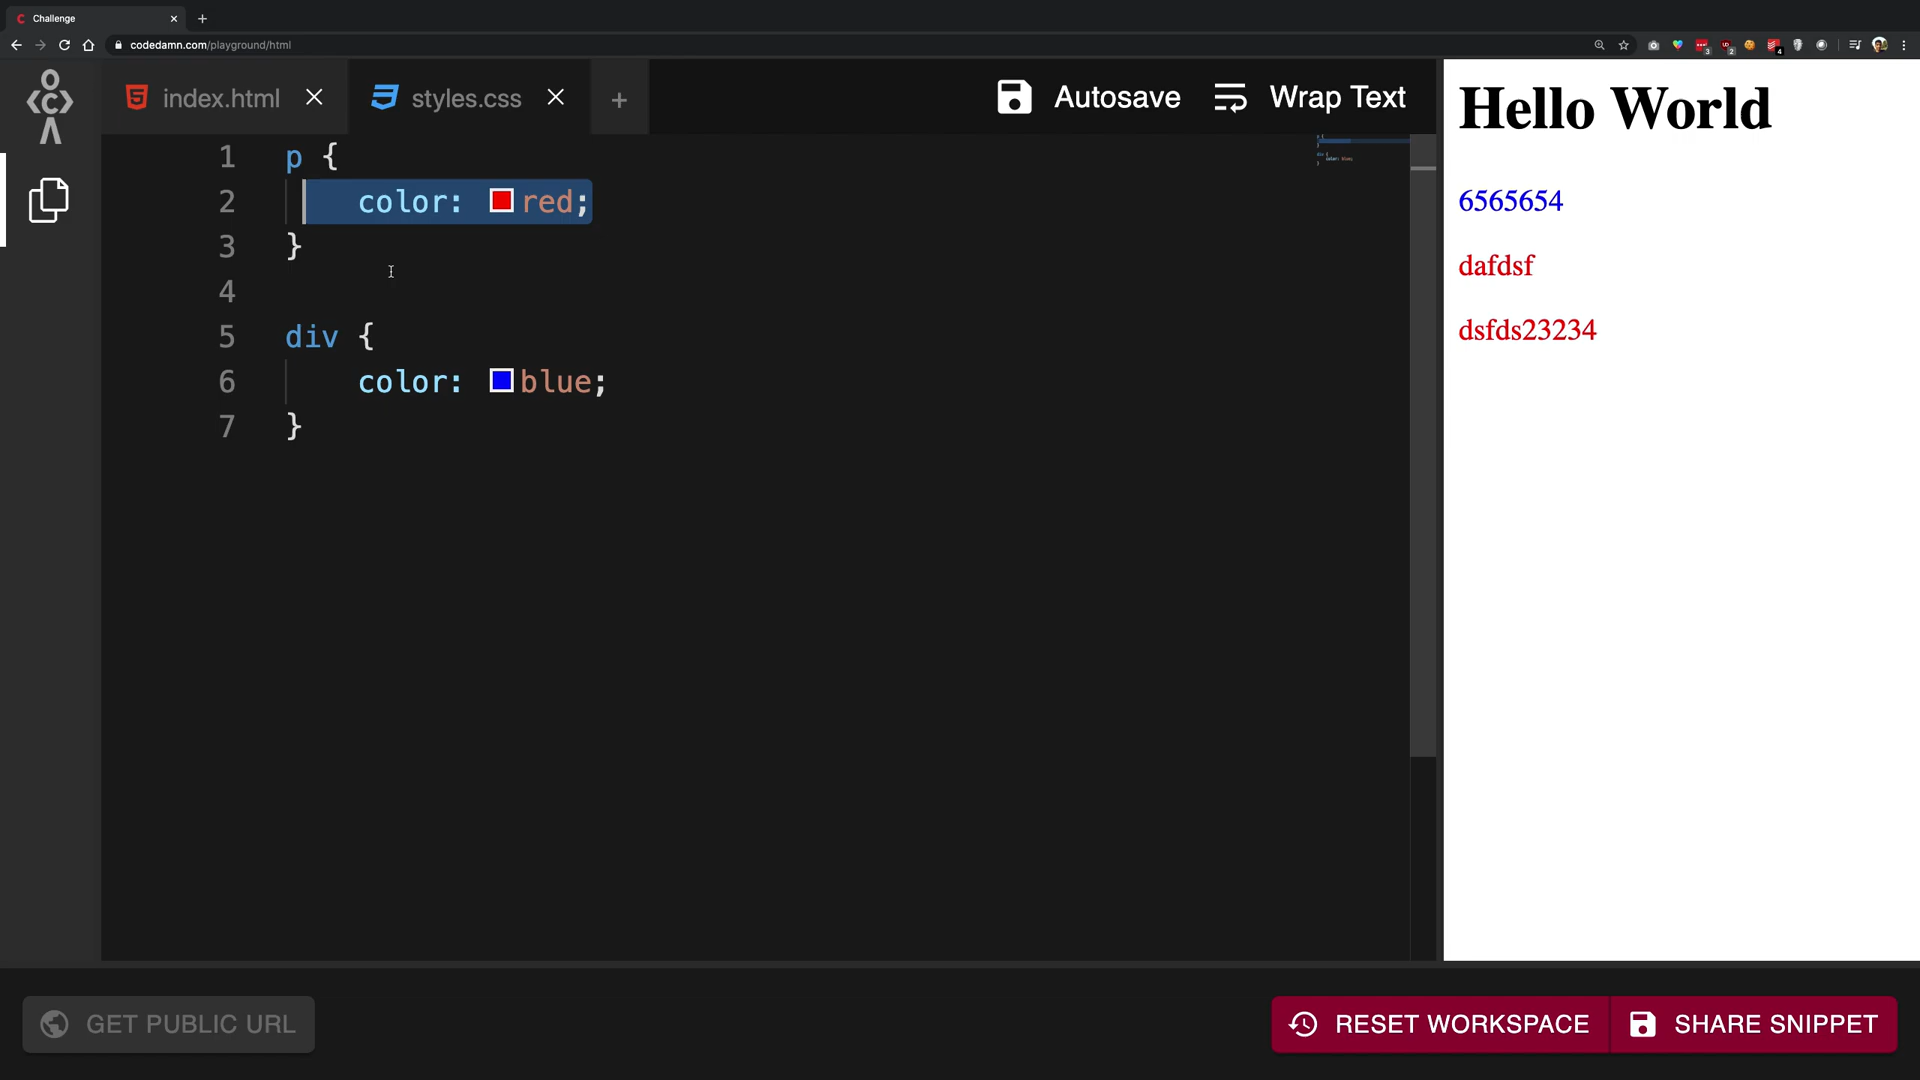 Challenge
codedamn.com/playground/html
index.html
styles.css
Autosave
Wrap Text
1 p {
2 color: red;
3 }
4
5 div {
6 color: blue;
7 }
Hello World
6565654
dafdsf
dsfds23234
GET PUBLIC URL
RESET WORKSPACE
SHARE SNIPPET